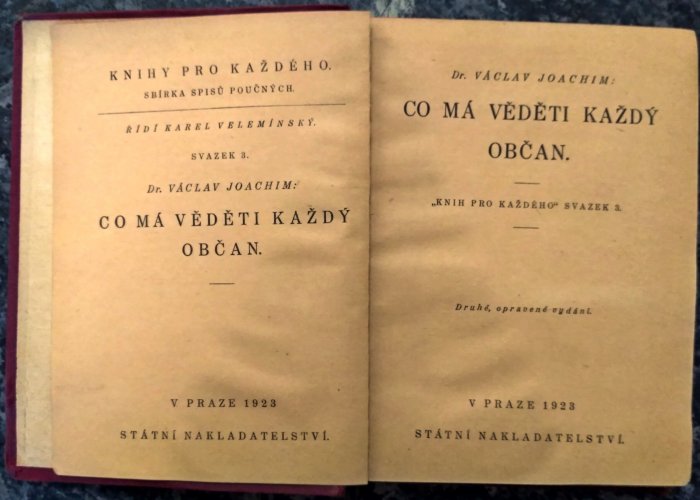 KNIHY PRO KAŽDÉHO.
SBÍRKA SPISŮ POUČNÝCH.
ŘÍDÍ KAREL VELEMÍNSKÝ.
SVAZEK 3.
Dr. VÁCLAV JOACHIM:
CO MÁ VĚDĚTI KAŽDÝ
OBČAN.
V PRAZE 1923
STÁTNÍ NAKLADATELSTVÍ.
Dr. VÁCLAV JOACHIM:
CO MÁ VĚDĚTI KAŽDÝ
OBČAN.
„KNIH PRO KAŽDÉHO“ SVAZEK 3.
Druhé, opravené vydání.
V PRAZE 1923
STÁTNÍ NAKLADATELSTVÍ.